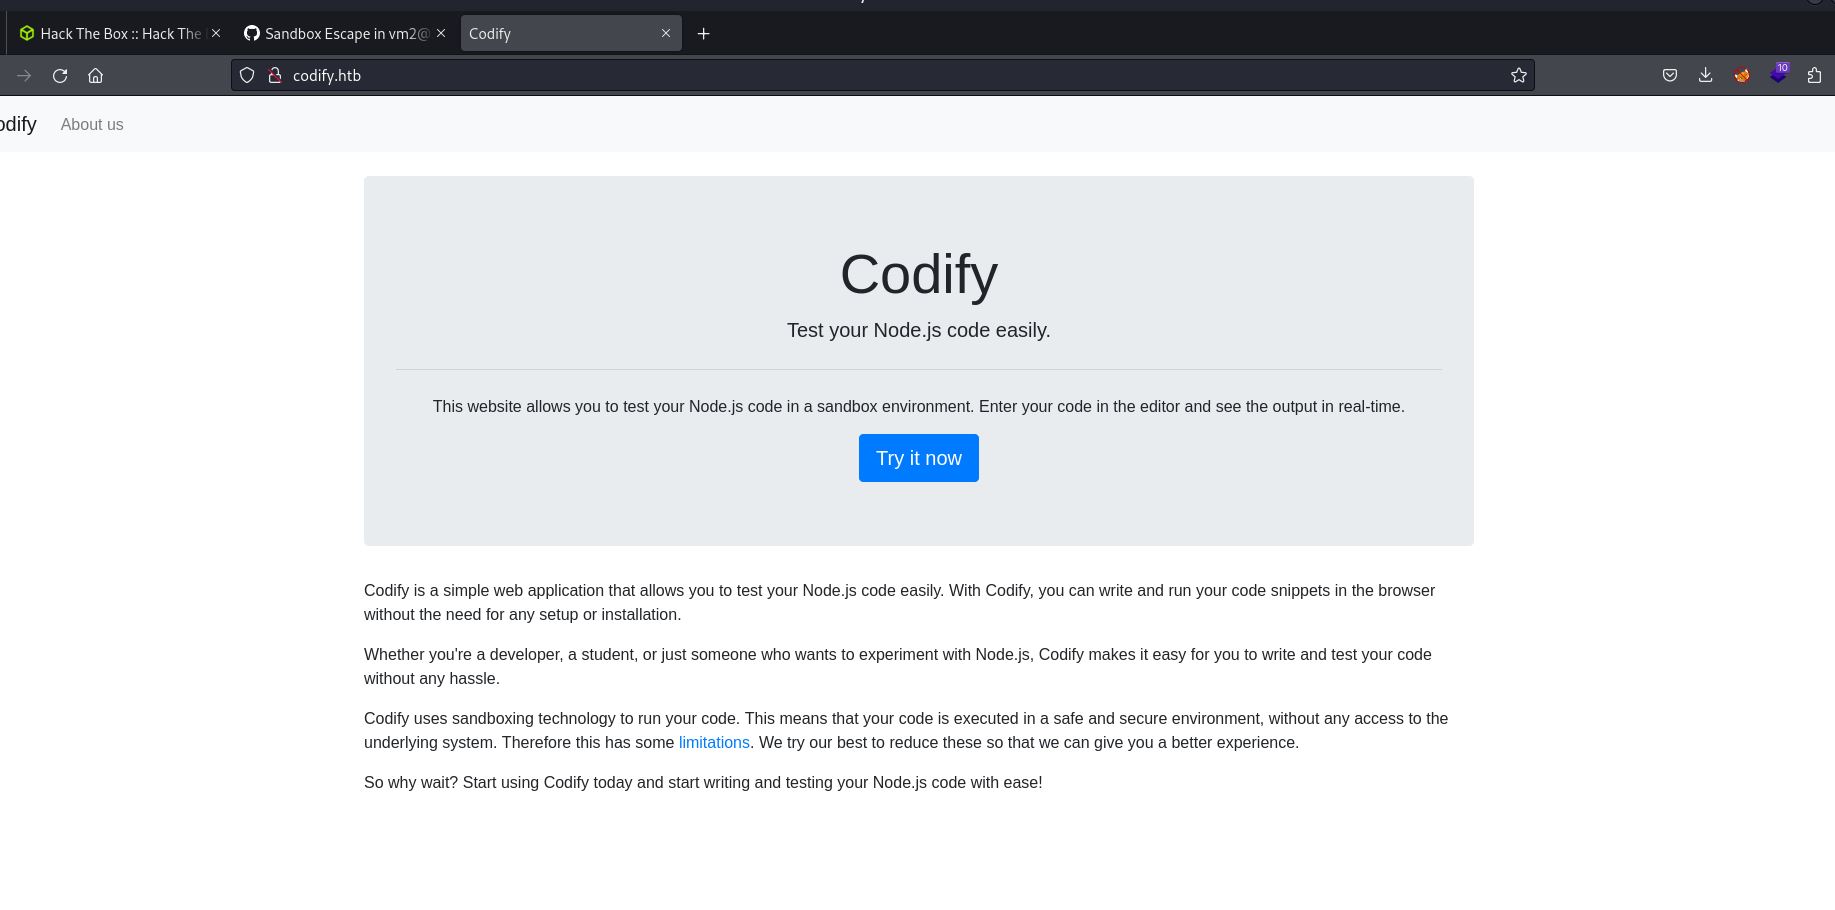 Hack The Box :: Hack The
Sandbox Escape in vm2@
Codify
codify.htb
10
odify
About us
Codify
Test your Node.js code easily.
This website allows you to test your Node.js code in a sandbox environment. Enter your code in the editor and see the output in real-time.
Try it now
Codify is a simple web application that allows you to test your Node.js code easily. With Codify, you can write and run your code snippets in the browser
without the need for any setup or installation.
Whether you're a developer, a student, or just someone who wants to experiment with Node.js, Codify makes it easy for you to write and test your code
without any hassle.
Codify uses sandboxing technology to run your code. This means that your code is executed in a safe and secure environment, without any access to the
underlying system. Therefore this has some limitations. We try our best to reduce these so that we can give you a better experience.
So why wait? Start using Codify today and start writing and testing your Node.js code with ease!